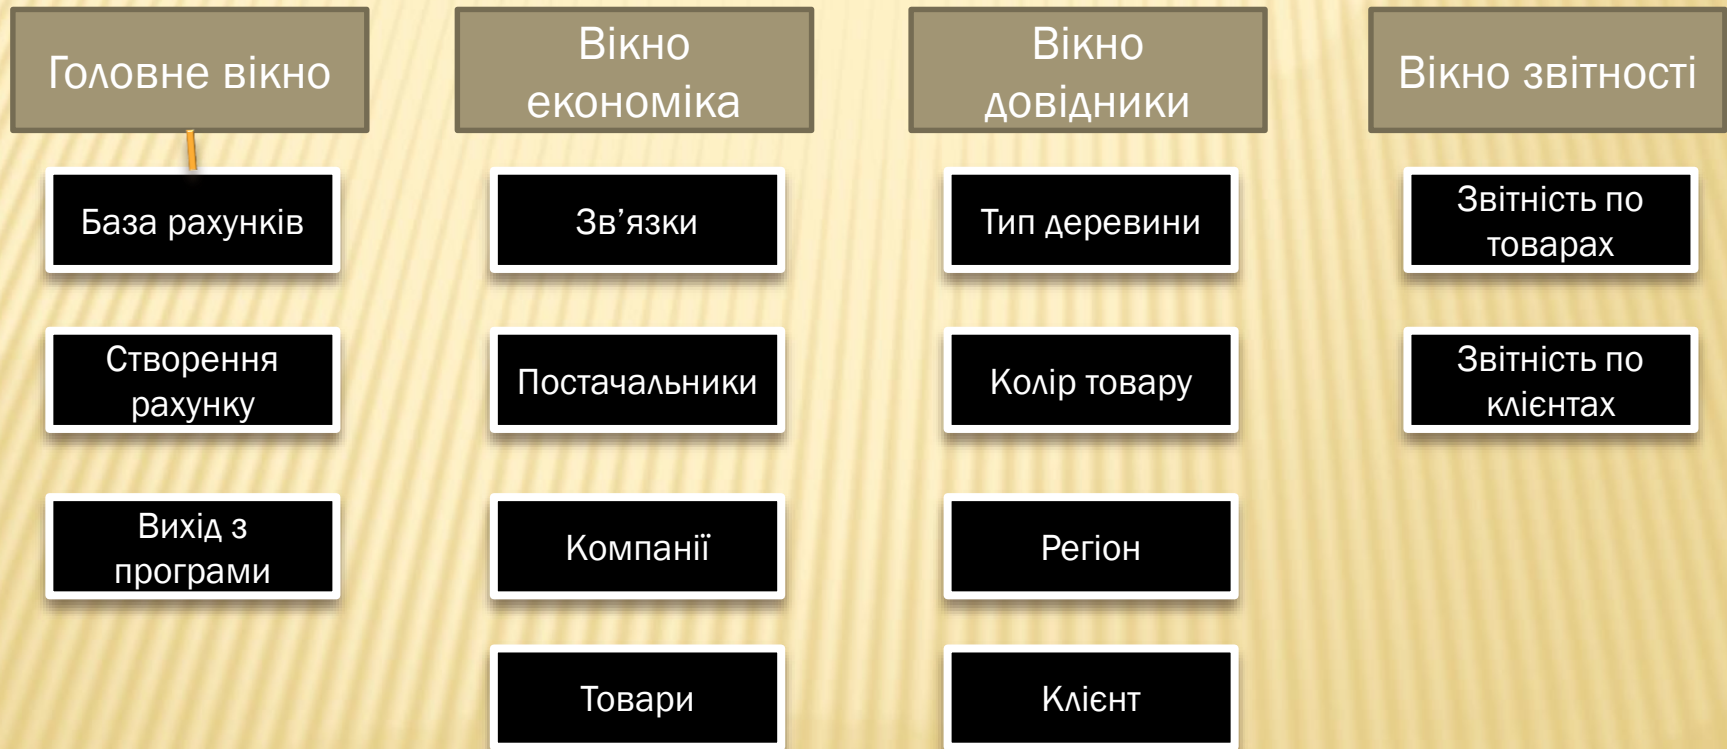 Головне вікно
База рахунків
Створення
рахунку
Вихід з
програми
Вікно
економіка
Зв’язки
Постачальники
Компанії
Товари
Вікно
довідники
Тип деревини
Колір товару
Регіон
Клієнт
Вікно звітності
Звітність по
товарах
Звітність по
клієнтах